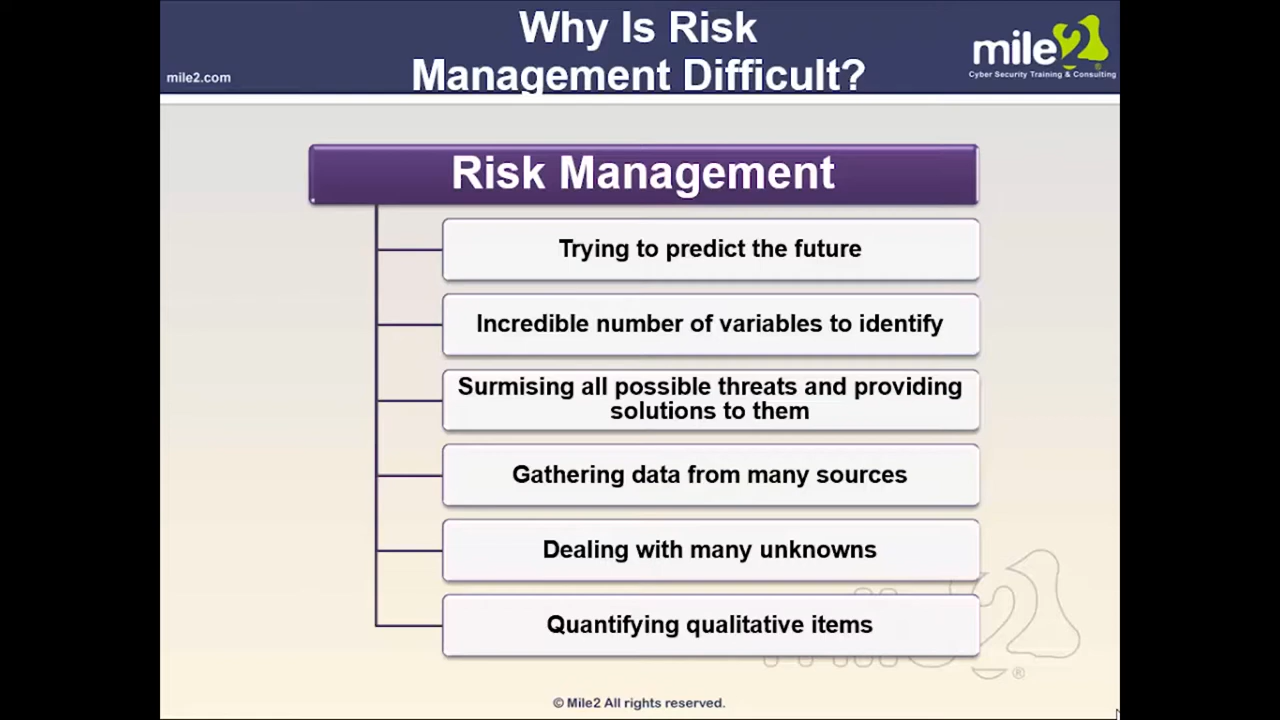 Why Is Risk
Management Difficult?
mile2.com
mile2
Cyber Security Training & Consulting
®
Risk Management
Trying to predict the future
Incredible number of variables to identify
Surmising all possible threats and providing
solutions to them
Gathering data from many sources
Dealing with many unknowns
Quantifying qualitative items
mile2
®
© Mile2 All rights reserved.